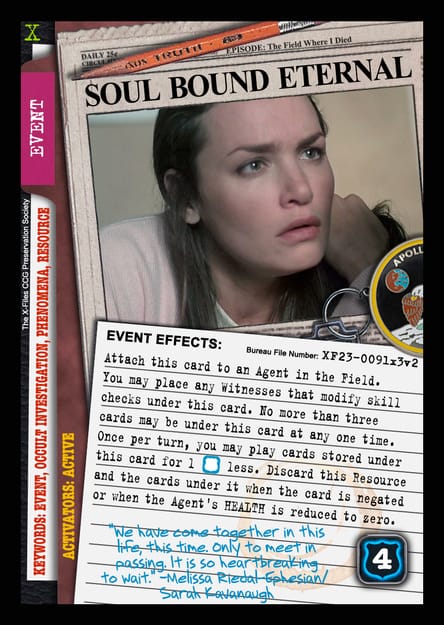 X
DAILY 25¢
TRUTH
EPISODE: The Field Where I Died
SOUL BOUND ETERNAL
EVENT
The X-Files CCG Preservation Society
KEYWORDS: EVENT, OCCULT INVESTIGATION, PHENOMENA, RESOURCE
ACTIVATORS: ACTIVE
APOLLO
EVENT EFFECTS:
Bureau File Number: XF23-0091x3v2
Attach this card to an Agent in the Field.
You may place any Witnesses that modify skill
checks under this card. No more than three
cards may be under this card at any one time.
Once per turn, you may play cards stored under
this card for 1 less. Discard this Resource
and the cards under it when the card is negated
or when the Agent's HEALTH is reduced to zero.
"We have come together in this
life, this time. Only to meet in
passing. It is so heartbreaking
to wait." -Melissa Riedal-Ephesian/
Sarah Kavanaugh
4